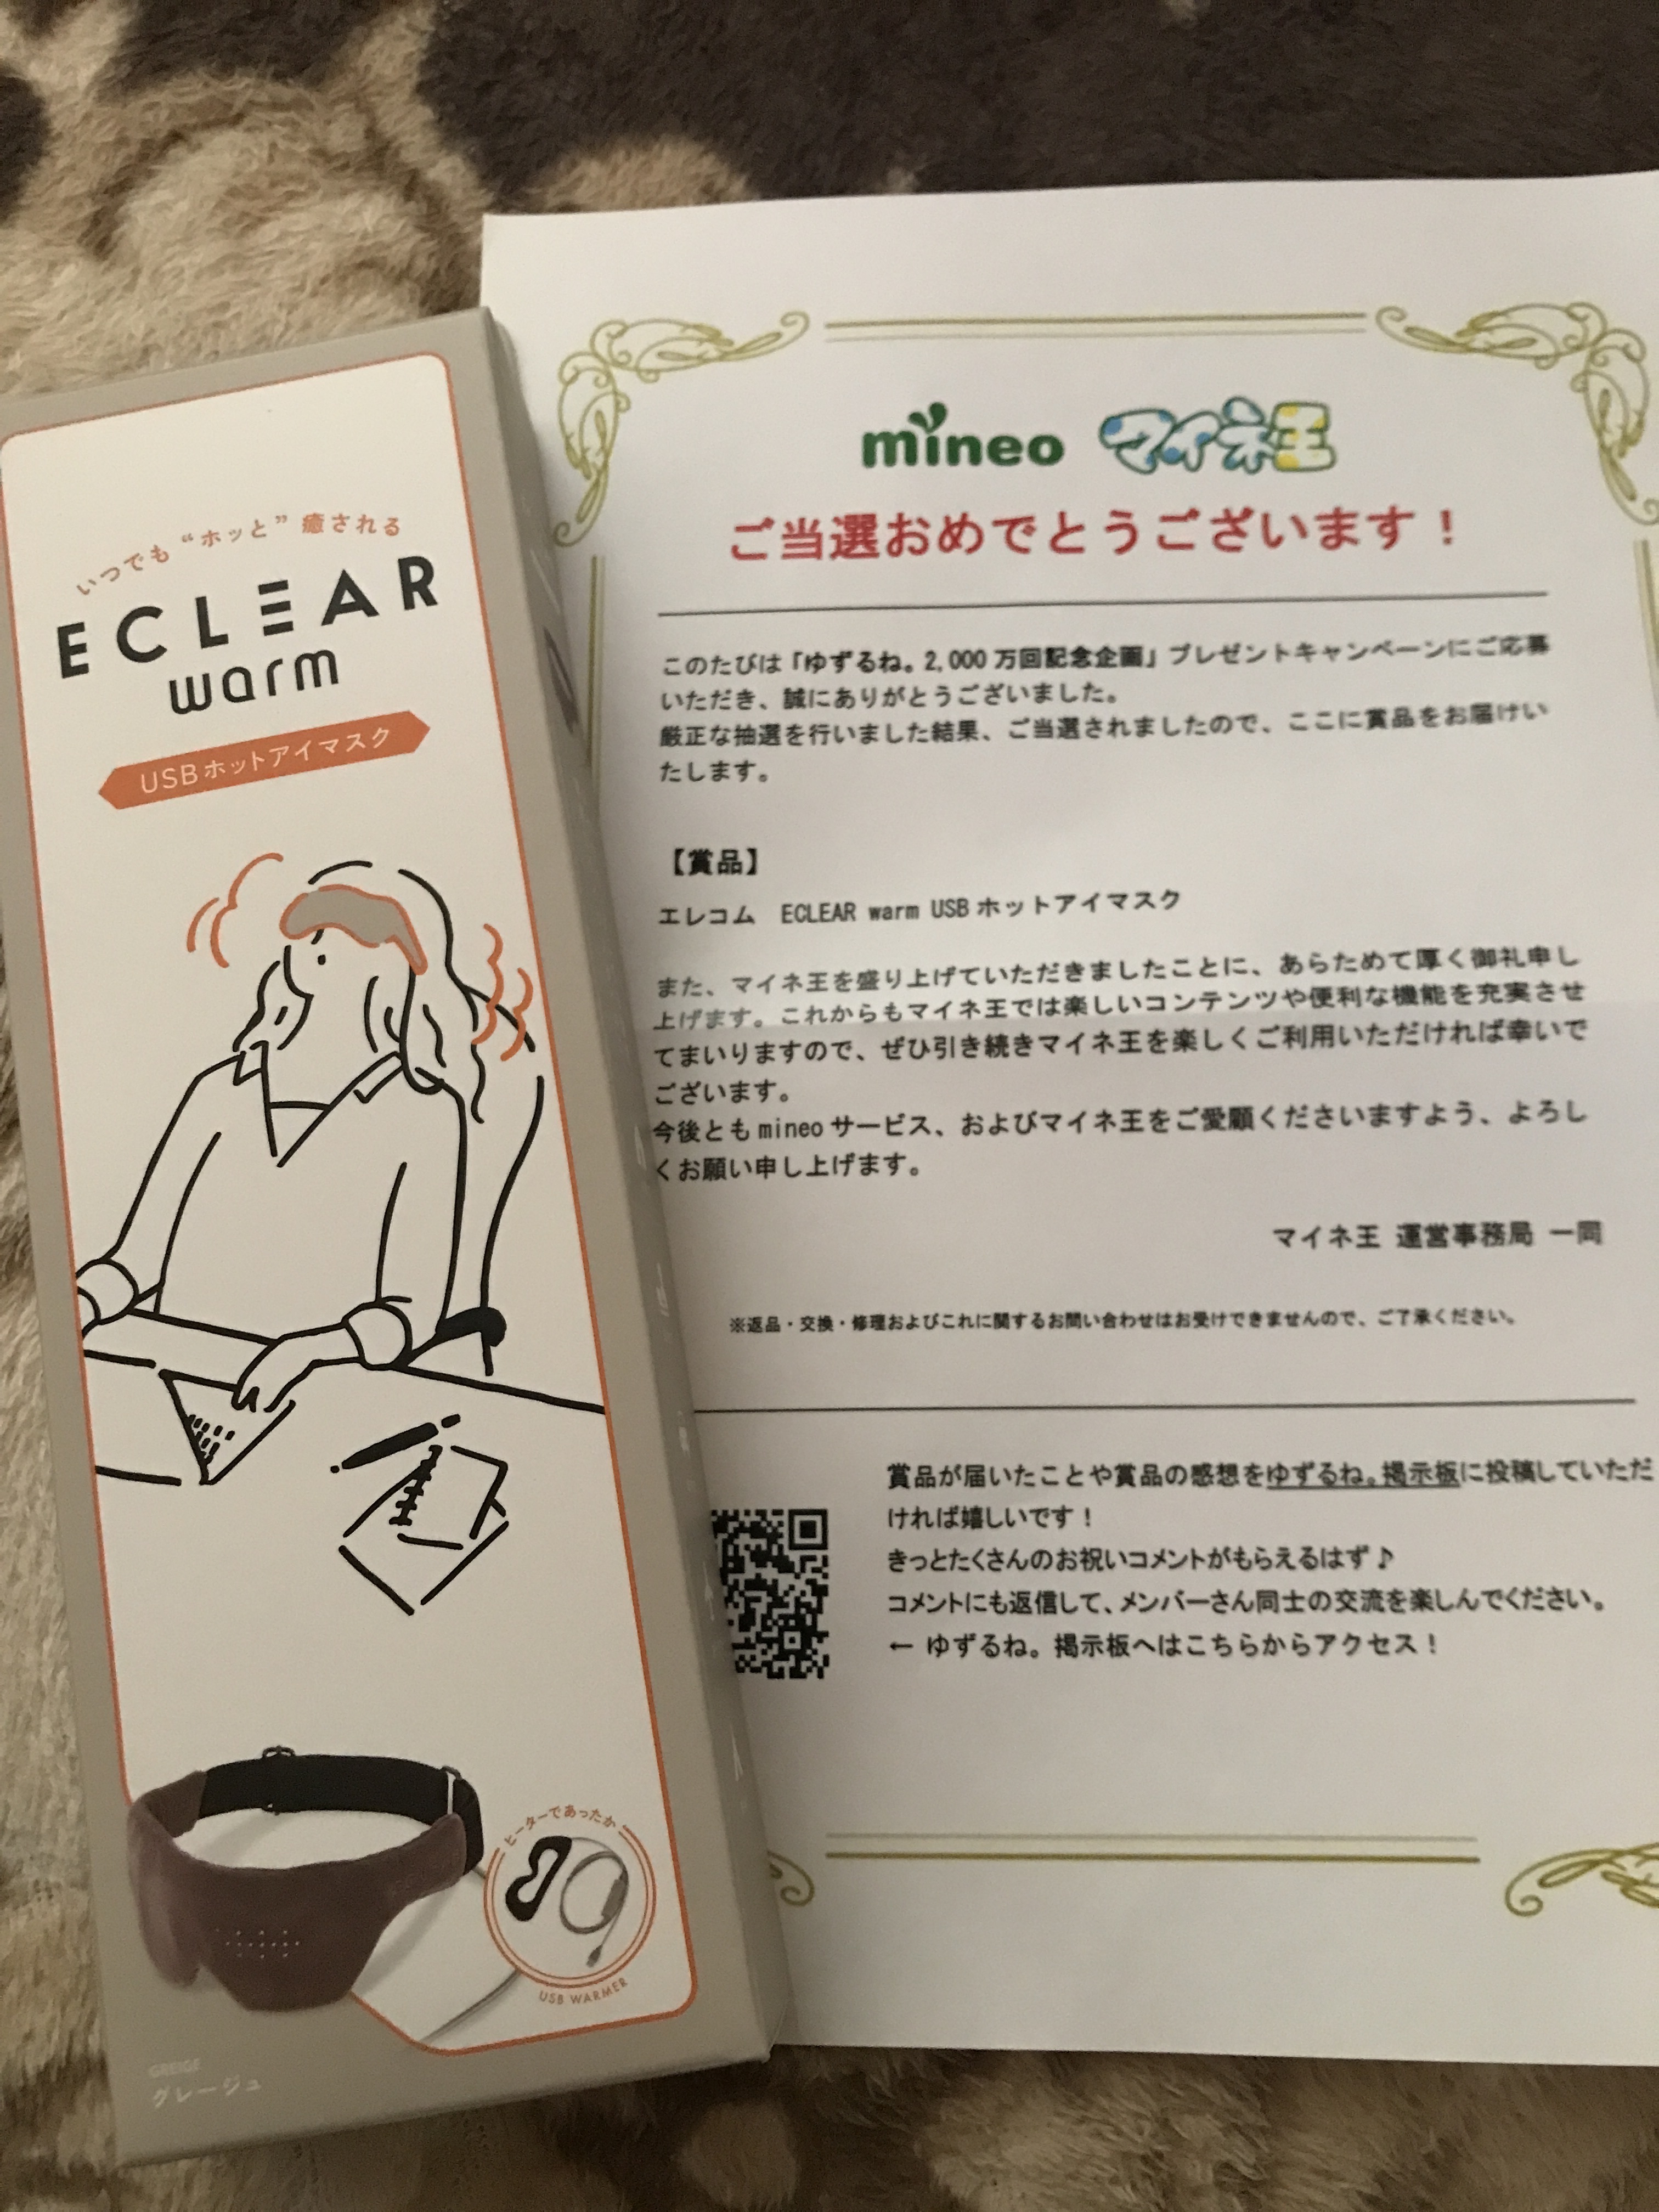 いつでも“ホッと”癒される
ECLEAR
warm
USBホットアイマスク
ヒーターであったか
USB WARMER
GREIGE
グレージュ
mineo マイネ王
ご当選おめでとうございます！
このたびは「ゆずるね。2,000万回記念企画」プレゼントキャンペーンにご応募
いただき、誠にありがとうございました。
厳正な抽選を行いました結果、ご当選されましたので、ここに賞品をお届けい
たします。
【賞品】
エレコム ECLEAR warm USBホットアイマスク
また、マイネ王を盛り上げていただきましたことに、あらためて厚く御礼申し
上げます。これからもマイネ王では楽しいコンテンツや便利な機能を充実させ
てまいりますので、ぜひ引き続きマイネ王を楽しくご利用いただければ幸いで
ございます。
今後ともmineoサービス、およびマイネ王をご愛顧くださいますよう、よろし
くお願い申し上げます。
マイネ王 運営事務局 一同
※返品・交換・修理およびこれに関するお問い合わせはお受けできませんので、ご了承ください。
賞品が届いたことや賞品の感想をゆずるね。掲示板に投稿していただ
ければ嬉しいです！
きっとたくさんのお祝いコメントがもらえるはず♪
コメントにも返信して、メンバーさん同士の交流を楽しんでください。
← ゆずるね。掲示板へはこちらからアクセス！